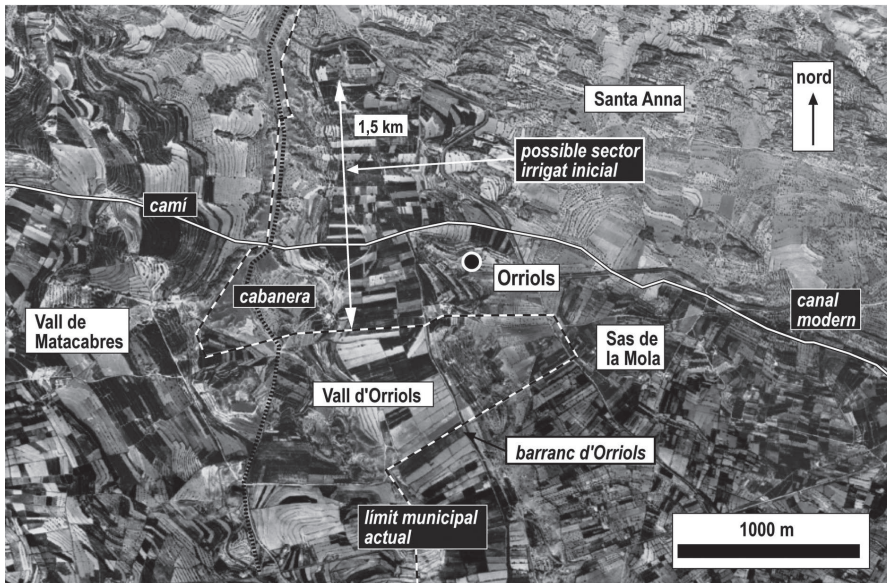 nord
Santa Anna
1,5 km
possible sector
irrigat inicial
camí
Orriols
cabanera
canal
modern
Vall de
Matacabres
Sas de
la Mola
Vall d'Orriols
barranc d'Orriols
límit municipal
actual
1000 m